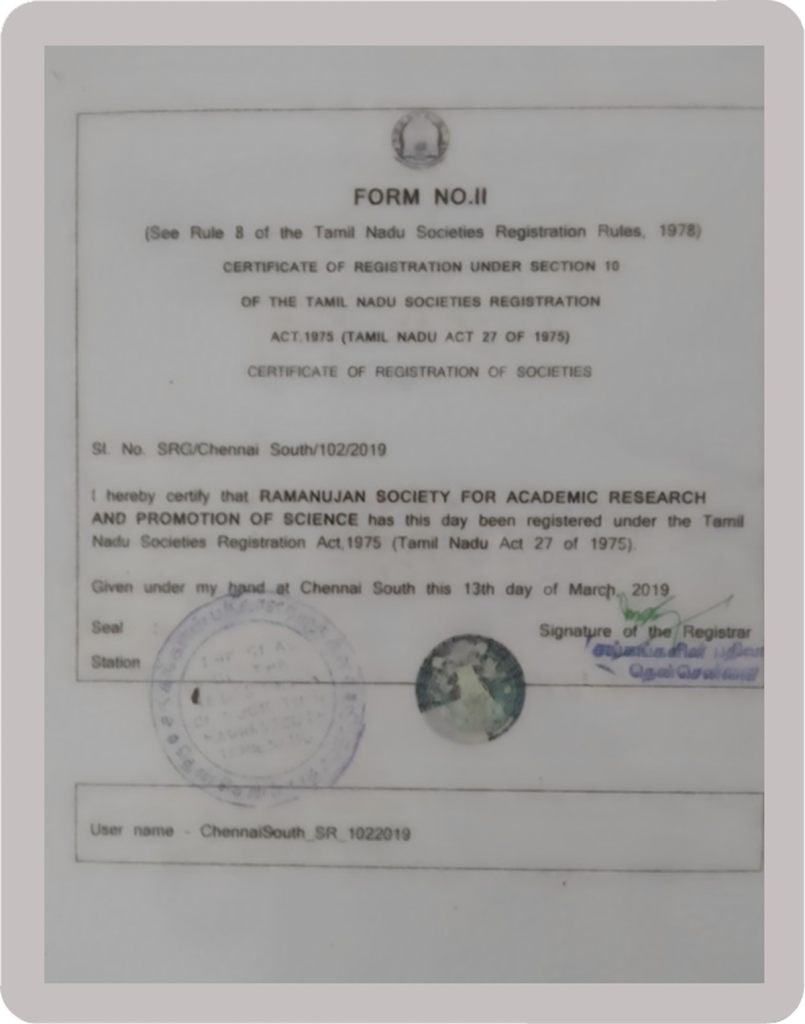 FORM NO.II
(See Rule 8 of the Tamil Nadu Societies Registration Rules, 1978)
CERTIFICATE OF REGISTRATION UNDER SECTION 10
OF THE TAMIL NADU SOCIETIES REGISTRATION
ACT,1975 (TAMIL NADU ACT 27 OF 1975)
CERTIFICATE OF REGISTRATION OF SOCIETIES
Sl. No. SRG/Chennai South/102/2019
I hereby certify that RAMANUJAN SOCIETY FOR ACADEMIC RESEARCH
AND PROMOTION OF SCIENCE has this day been registered under the Tamil
Nadu Societies Registration Act,1975 (Tamil Nadu Act 27 of 1975).
Given under my hand at Chennai South this 13th day of March, 2019
Seal :
Signature of the Registrar
Station
தென்சென்னை
User name - ChennaiSouth_SR_1022019